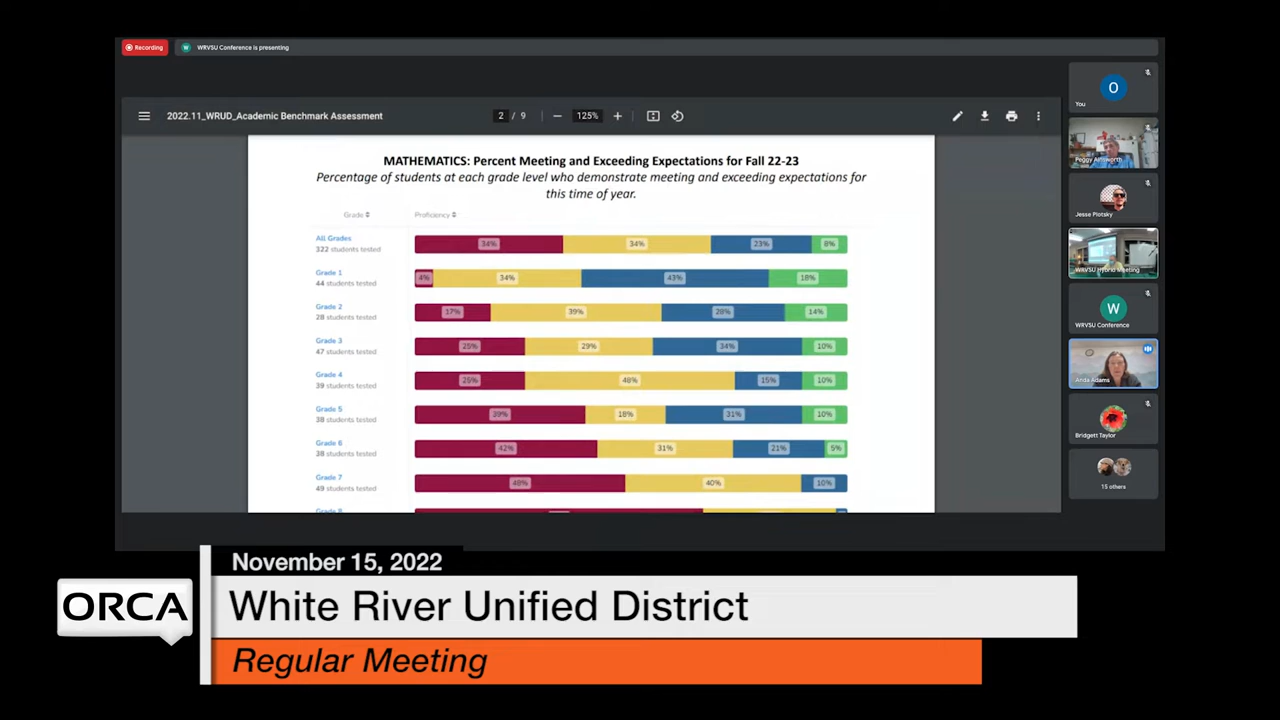 Recording
W
WRVSU Conference is presenting
2022.11_WRUD_Academic Benchmark Assessment
2 / 9
125%
MATHEMATICS: Percent Meeting and Exceeding Expectations for Fall 22-23
Percentage of students at each grade level who demonstrate meeting and exceeding expectations for
this time of year.
Grade
Proficiency
All Grades
322 students tested
34%
34%
23%
8%
Grade 1
44 students tested
4%
34%
43%
18%
Grade 2
28 students tested
17%
39%
28%
14%
Grade 3
47 students tested
25%
29%
34%
10%
Grade 4
39 students tested
25%
48%
15%
10%
Grade 5
38 students tested
39%
18%
31%
10%
Grade 6
38 students tested
42%
31%
21%
5%
Grade 7
49 students tested
48%
40%
10%
O
You
Peggy Ainsworth
Jesse Plotsky
WRVSU Hybrid Meeting
W
WRVSU Conference
Anda Adams
Bridgett Taylor
15 others
November 15, 2022
ORCA
White River Unified District
Regular Meeting